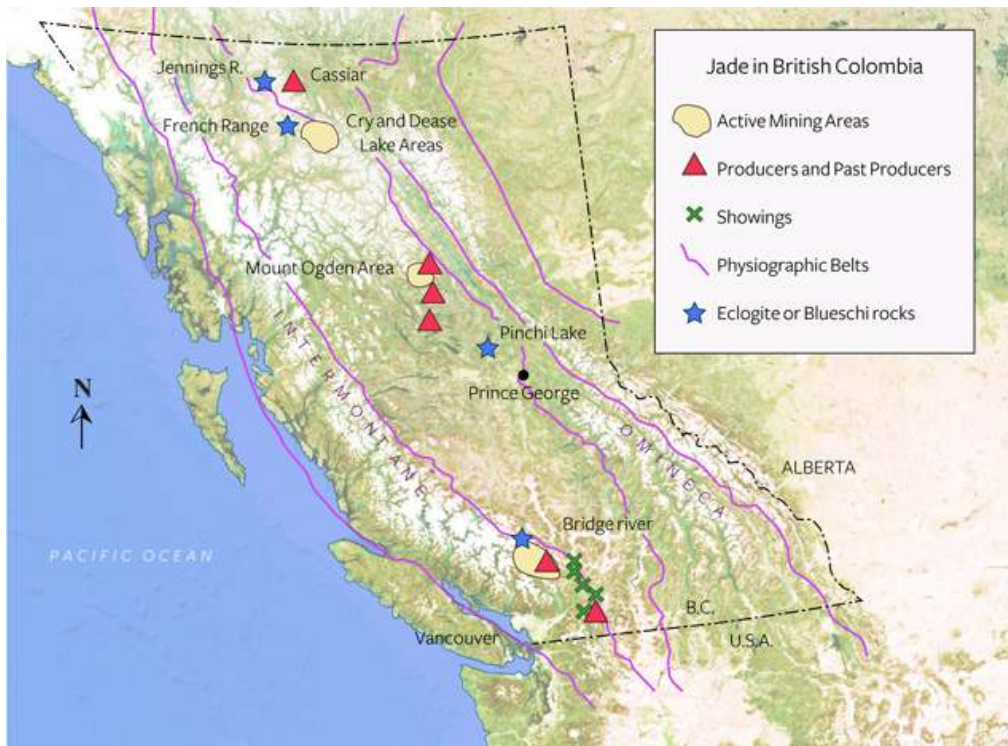 Jade in British Colombia
Active Mining Areas
Producers and Past Producers
Showings
Physiographic Belts
Eclogite or Blueschi rocks
Jennings R.
Cassiar
French Range
Cry and Dease
Lake Areas
Mount Ogden Area
Pinchi Lake
Prince George
INTERMONTANE
OMINECA
ALBERTA
N
PACIFIC OCEAN
Bridge river
B.C.
Vancouver
U.S.A.